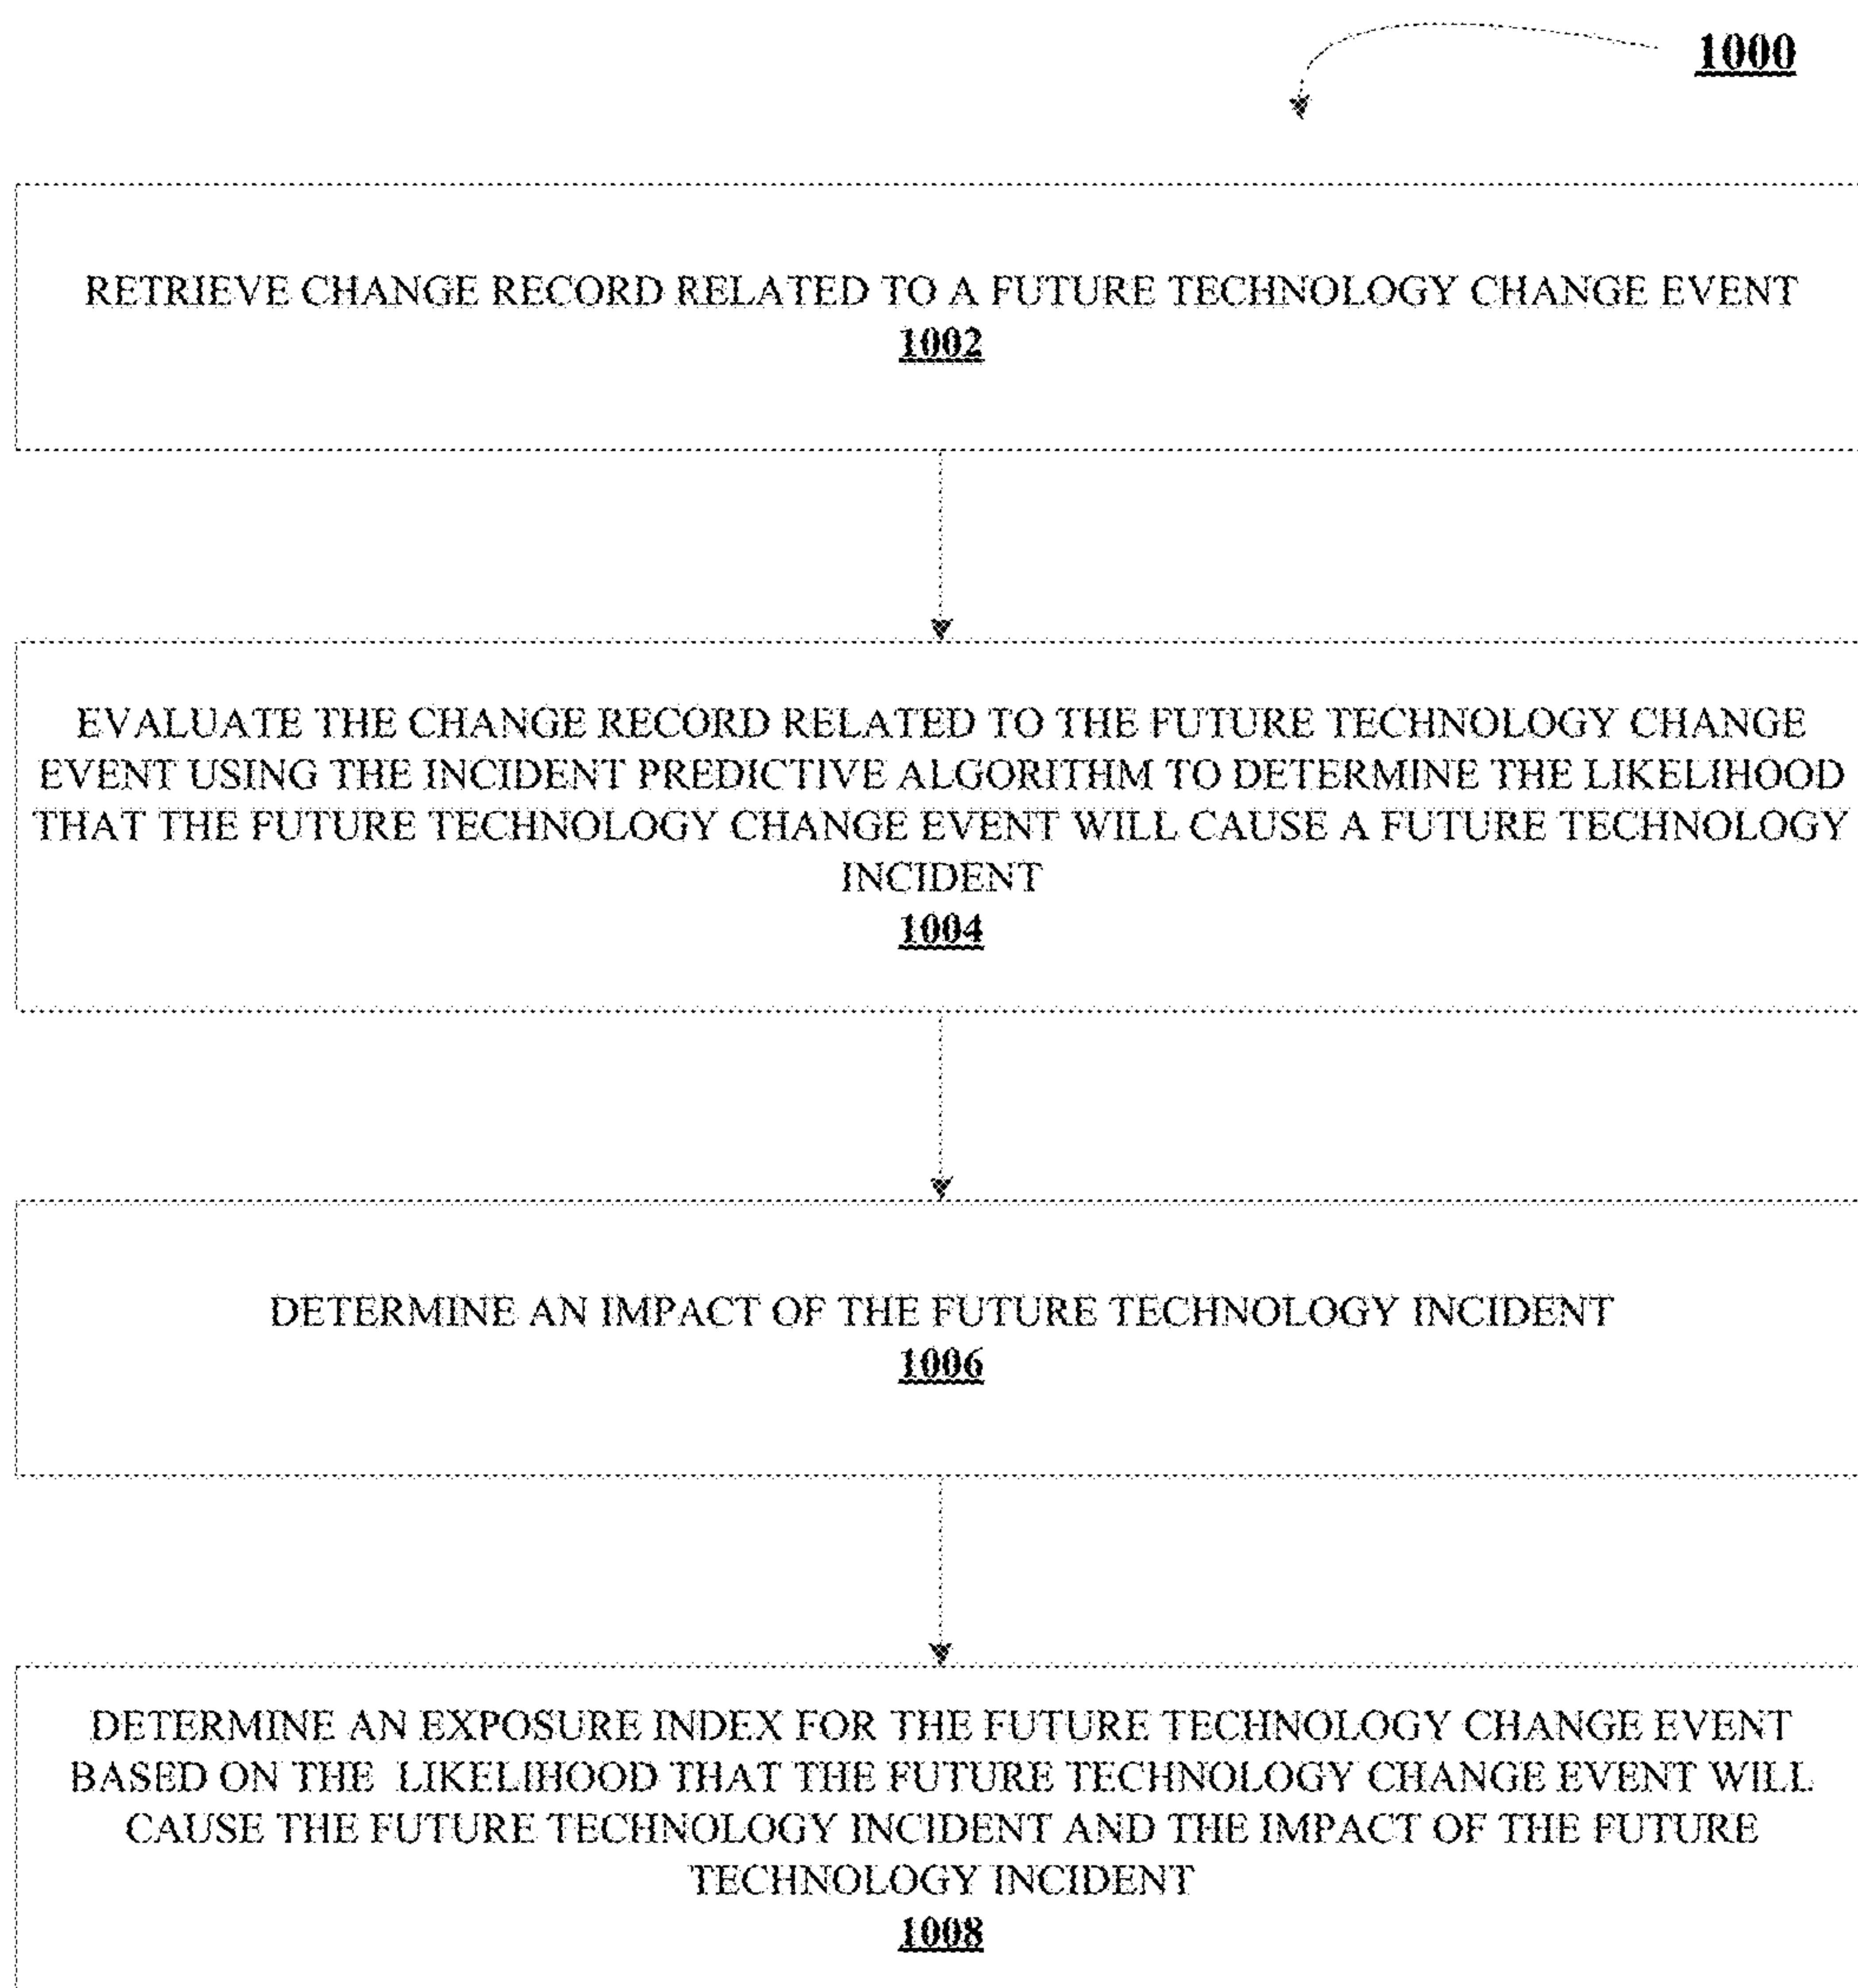 1000
RETRIEVE CHANGE RECORD RELATED TO A FUTURE TECHNOLOGY CHANGE EVENT
1002
EVALUATE THE CHANGE RECORD RELATED TO THE FUTURE TECHNOLOGY CHANGE
EVENT USING THE INCIDENT PREDICTIVE ALGORITHM TO DETERMINE THE LIKELIHOOD
THAT THE FUTURE TECHNOLOGY CHANGE EVENT WILL CAUSE A FUTURE TECHNOLOGY
INCIDENT
1004
DETERMINE AN IMPACT OF THE FUTURE TECHNOLOGY INCIDENT
1006
DETERMINE AN EXPOSURE INDEX FOR THE FUTURE TECHNOLOGY CHANGE EVENT
BASED ON THE LIKELIHOOD THAT THE FUTURE TECHNOLOGY CHANGE EVENT WILL
CAUSE THE FUTURE TECHNOLOGY INCIDENT AND THE IMPACT OF THE FUTURE
TECHNOLOGY INCIDENT
1008